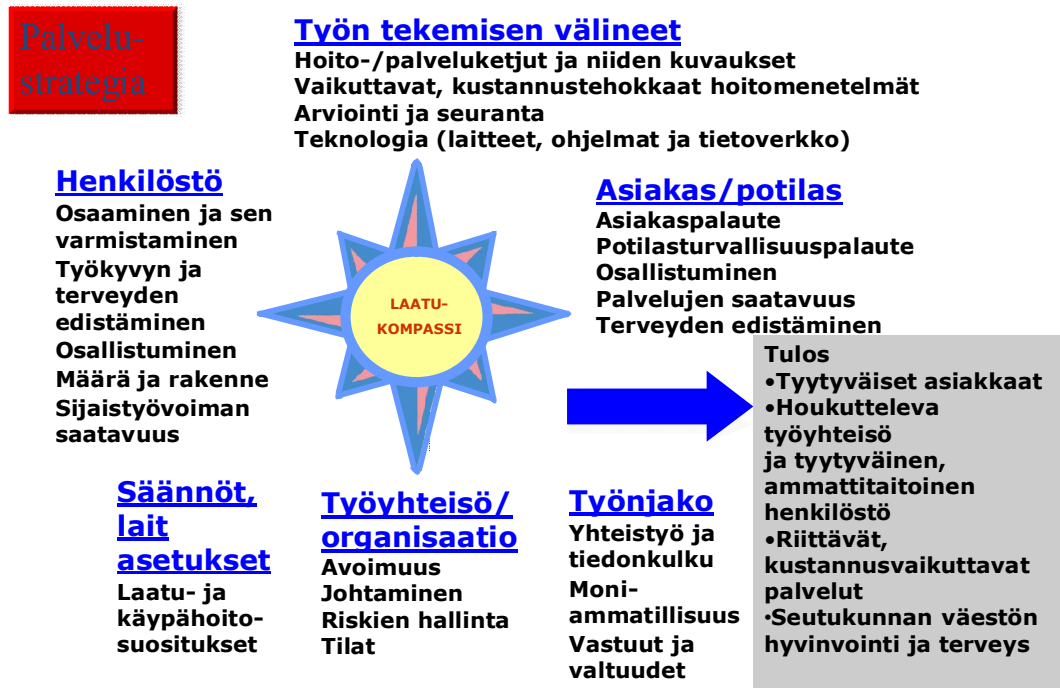 Palvelu-
strategia
Työn tekemisen välineet
Hoito-/palveluketjut ja niiden kuvaukset
Vaikuttavat, kustannustehokkaat hoitomenetelmät
Arviointi ja seuranta
Teknologia (laitteet, ohjelmat ja tietoverkko)
Henkilöstö
Osaaminen ja sen
varmistaminen
Työkyvyn ja
terveyden
edistäminen
Osallistuminen
Määrä ja rakenne
Sijaistyövoiman
saatavuus
LAATU-
KOMPASSI
Asiakas/potilas
Asiakaspalaute
Potilasturvallisuuspalaute
Osallistuminen
Palvelujen saatavuus
Terveyden edistäminen
Säännöt,
lait
asetukset
Laatu- ja
käypähoito-
suositukset
Työyhteisö/
organisaatio
Avoimuus
Johtaminen
Riskien hallinta
Tilat
Työnjako
Yhteistyö ja
tiedonkulku
Moni-
ammatillisuus
Vastuut ja
valtuudet
Tulos
•Tyytyväiset asiakkaat
•Houkutteleva
työyhteisö
ja tyytyväinen,
ammattitaitoinen
henkilöstö
•Riittävät,
kustannusvaikuttavat
palvelut
•Seutukunnan väestön
hyvinvointi ja terveys